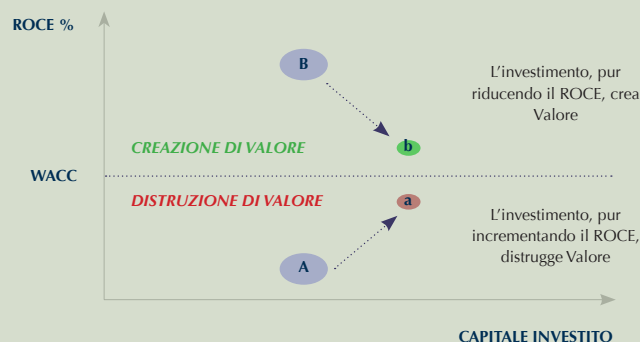 ROCE %
B
L'investimento, pur
riducendo il ROCE, crea
Valore
CREAZIONE DI VALORE
b
WACC
DISTRUZIONE DI VALORE
a
L'investimento, pur
incrementando il ROCE,
distrugge Valore
A
CAPITALE INVESTITO